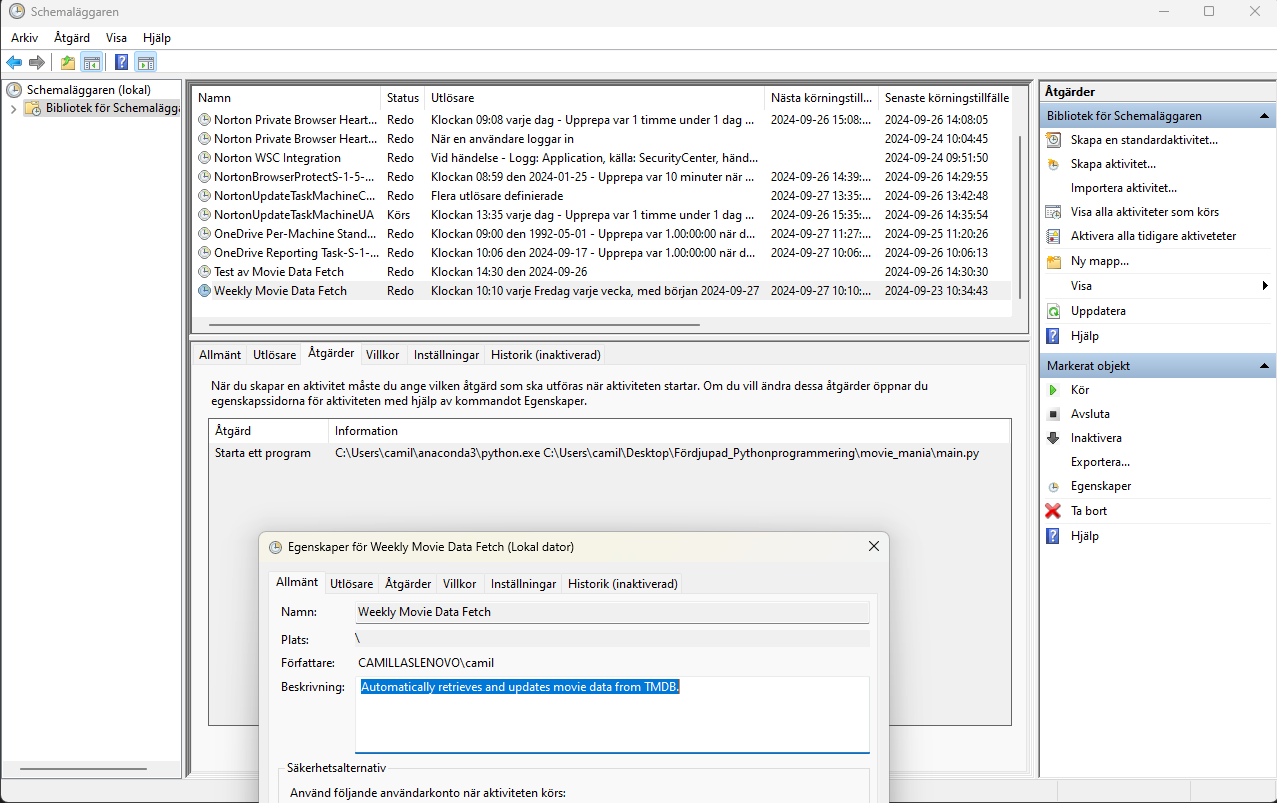 Schemaläggaren
Arkiv Åtgärd Visa Hjälp
Schemaläggaren (lokal)
Bibliotek för Schemalägga
Namn Status Utlösare Nästa körningstill... Senaste körningstillfälle
Norton Private Browser Heart... Redo Klockan 09:08 varje dag - Upprepa var 1 timme under 1 dag ... 2024-09-26 15:08:... 2024-09-26 14:08:05
Norton Private Browser Heart... Redo När en användare loggar in 2024-09-24 10:04:45
Norton WSC Integration Redo Vid händelse - Logg: Application, källa: SecurityCenter, händ... 2024-09-24 09:51:50
NortonBrowserProtectS-1-5-... Redo Klockan 08:59 den 2024-01-25 - Upprepa var 10 minuter när ... 2024-09-26 14:39:... 2024-09-26 14:29:55
NortonUpdateTaskMachineC... Redo Flera utlösare definierade 2024-09-27 13:35:... 2024-09-26 13:42:48
NortonUpdateTaskMachineUA Körs Klockan 13:35 varje dag - Upprepa var 1 timme under 1 dag ... 2024-09-26 15:35:... 2024-09-26 14:35:54
OneDrive Per-Machine Stand... Redo Klockan 09:00 den 1992-05-01 - Upprepa var 1.00:00:00 när d... 2024-09-27 11:27:... 2024-09-25 11:20:26
OneDrive Reporting Task-S-1-... Redo Klockan 10:06 den 2024-09-17 - Upprepa var 1.00:00:00 när d... 2024-09-27 10:06:... 2024-09-26 10:06:13
Test av Movie Data Fetch Redo Klockan 14:30 den 2024-09-26 2024-09-26 14:30:30
Weekly Movie Data Fetch Redo Klockan 10:10 varje Fredag varje vecka, med början 2024-09-27 2024-09-27 10:10:... 2024-09-23 10:34:43
Allmänt Utlösare Åtgärder Villkor Inställningar Historik (inaktiverad)
När du skapar en aktivitet måste du ange vilken åtgärd som ska utföras när aktiviteten startar. Om du vill ändra dessa åtgärder öppnar du
egenskapssidorna för aktiviteten med hjälp av kommandot Egenskaper.
Åtgärd Information
Starta ett program C:\Users\camil\anaconda3\python.exe C:\Users\camil\Desktop\Fördjupad_Pythonprogrammering\movie_mania\main.py
Egenskaper för Weekly Movie Data Fetch (Lokal dator)
Allmänt Utlösare Åtgärder Villkor Inställningar Historik (inaktiverad)
Namn: Weekly Movie Data Fetch
Plats: \
Författare: CAMILLASLENOVO\camil
Beskrivning: Automatically retrieves and updates movie data from TMDB.
Säkerhetsalternativ
Använd följande användarkonto när aktiviteten körs:
Åtgärder
Bibliotek för Schemaläggaren
Skapa en standardaktivitet...
Skapa aktivitet...
Importera aktivitet...
Visa alla aktiviteter som körs
Aktivera alla tidigare aktiveteter
Ny mapp...
Visa
Uppdatera
Hjälp
Markerat objekt
Kör
Avsluta
Inaktivera
Exportera...
Egenskaper
Ta bort
Hjälp